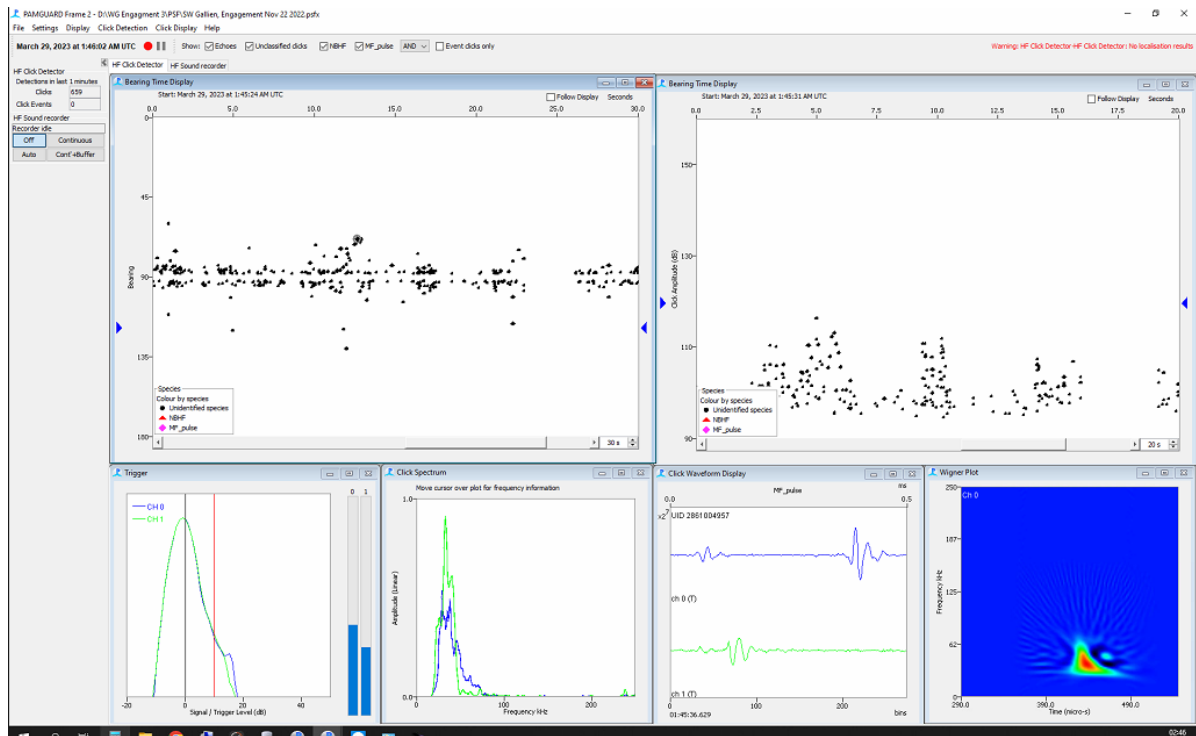 PAMGUARD Frame 2 - D:\WG Engagment 3\PSF\SW Gallien, Engagement Nov 22 2022.psfx
File Settings Display Click Detection Click Display Help
March 29, 2023 at 1:46:02 AM UTC Show: Echoes Unclassified clicks NBHF MF_pulse AND Event clicks only Warning: HF Click Detector-HF Click Detector: No localisation results
HF Click Detector HF Sound recorder
HF Click Detector
Detections in last 1 minutes
Clicks 659
Click Events 0
HF Sound recorder
Recorder idle
Off Continuous
Auto Cont'+Buffer
Bearing Time Display
Start: March 29, 2023 at 1:45:24 AM UTC Follow Display Seconds
0.0 5.0 10.0 15.0 20.0 25.0 30.0
0
45
90
135
180
Bearing
Species
Colour by species
Unidentified species
NBHF
MF_pulse
30 s
Bearing Time Display
Start: March 29, 2023 at 1:45:31 AM UTC Follow Display Seconds
0.0 2.5 5.0 7.5 10.0 12.5 15.0 17.5 20.0
150
130
110
90
Click Amplitude (dB)
Species
Colour by species
Unidentified species
NBHF
MF_pulse
20 s
Trigger
CH 0
CH 1
0 1
-20 0 20 40
Signal / Trigger Level (dB)
Click Spectrum
Move cursor over plot for frequency information
1.0
Amplitude (Linear)
0.0
0 100 200
Frequency kHz
Click Waveform Display
MF_pulse ms
0.0 0.5
UID 2861004957
ch 0 (T)
ch 1 (T)
01:45:36.629
0 100 200 bins
Wigner Plot
Ch 0
250
187
125
62
0
Frequency kHz
290.0 390.0 490.0
Time (micro-s)
02:46